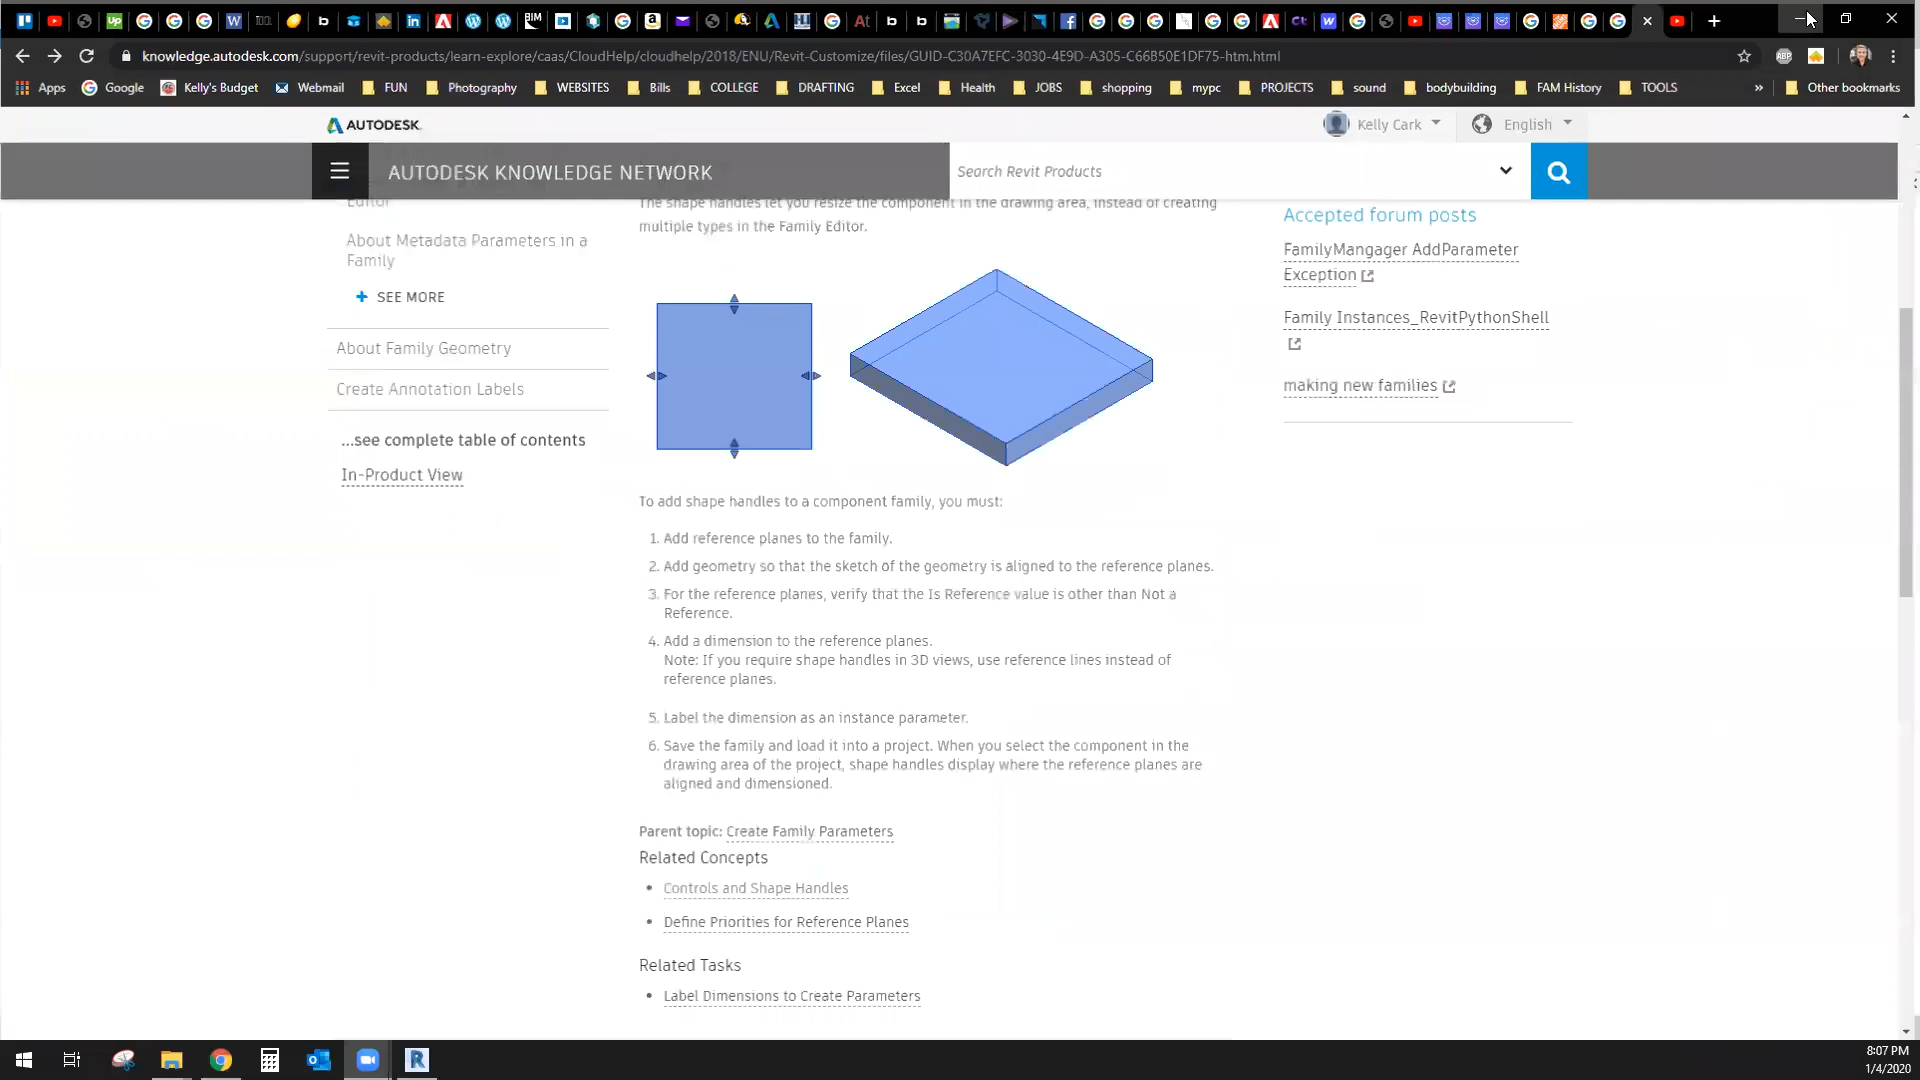 knowledge.autodesk.com/support/revit-products/learn-explore/caas/CloudHelp/cloudhelp/2018/ENU/Revit-Customize/files/GUID-C30A7EFC-3030-4E9D-A305-C66B50E1DF75-htm.html
Apps Google Kelly's Budget Webmail FUN Photography WEBSITES Bills COLLEGE DRAFTING Excel Health JOBS shopping mypc PROJECTS sound bodybuilding FAM History TOOLS » Other bookmarks
AUTODESK
Kelly Cark
English
AUTODESK KNOWLEDGE NETWORK
Search Revit Products
Editor
About Metadata Parameters in a
Family
+ SEE MORE
About Family Geometry
Create Annotation Labels
...see complete table of contents
In-Product View
The shape handles let you resize the component in the drawing area, instead of creating
multiple types in the Family Editor.
To add shape handles to a component family, you must:
1. Add reference planes to the family.
2. Add geometry so that the sketch of the geometry is aligned to the reference planes.
3. For the reference planes, verify that the Is Reference value is other than Not a
Reference.
4. Add a dimension to the reference planes.
Note: If you require shape handles in 3D views, use reference lines instead of
reference planes.
5. Label the dimension as an instance parameter.
6. Save the family and load it into a project. When you select the component in the
drawing area of the project, shape handles display where the reference planes are
aligned and dimensioned.
Parent topic: Create Family Parameters
Related Concepts
• Controls and Shape Handles
• Define Priorities for Reference Planes
Related Tasks
• Label Dimensions to Create Parameters
Accepted forum posts
FamilyMangager AddParameter
Exception
Family Instances_RevitPythonShell
making new families
8:07 PM
1/4/2020